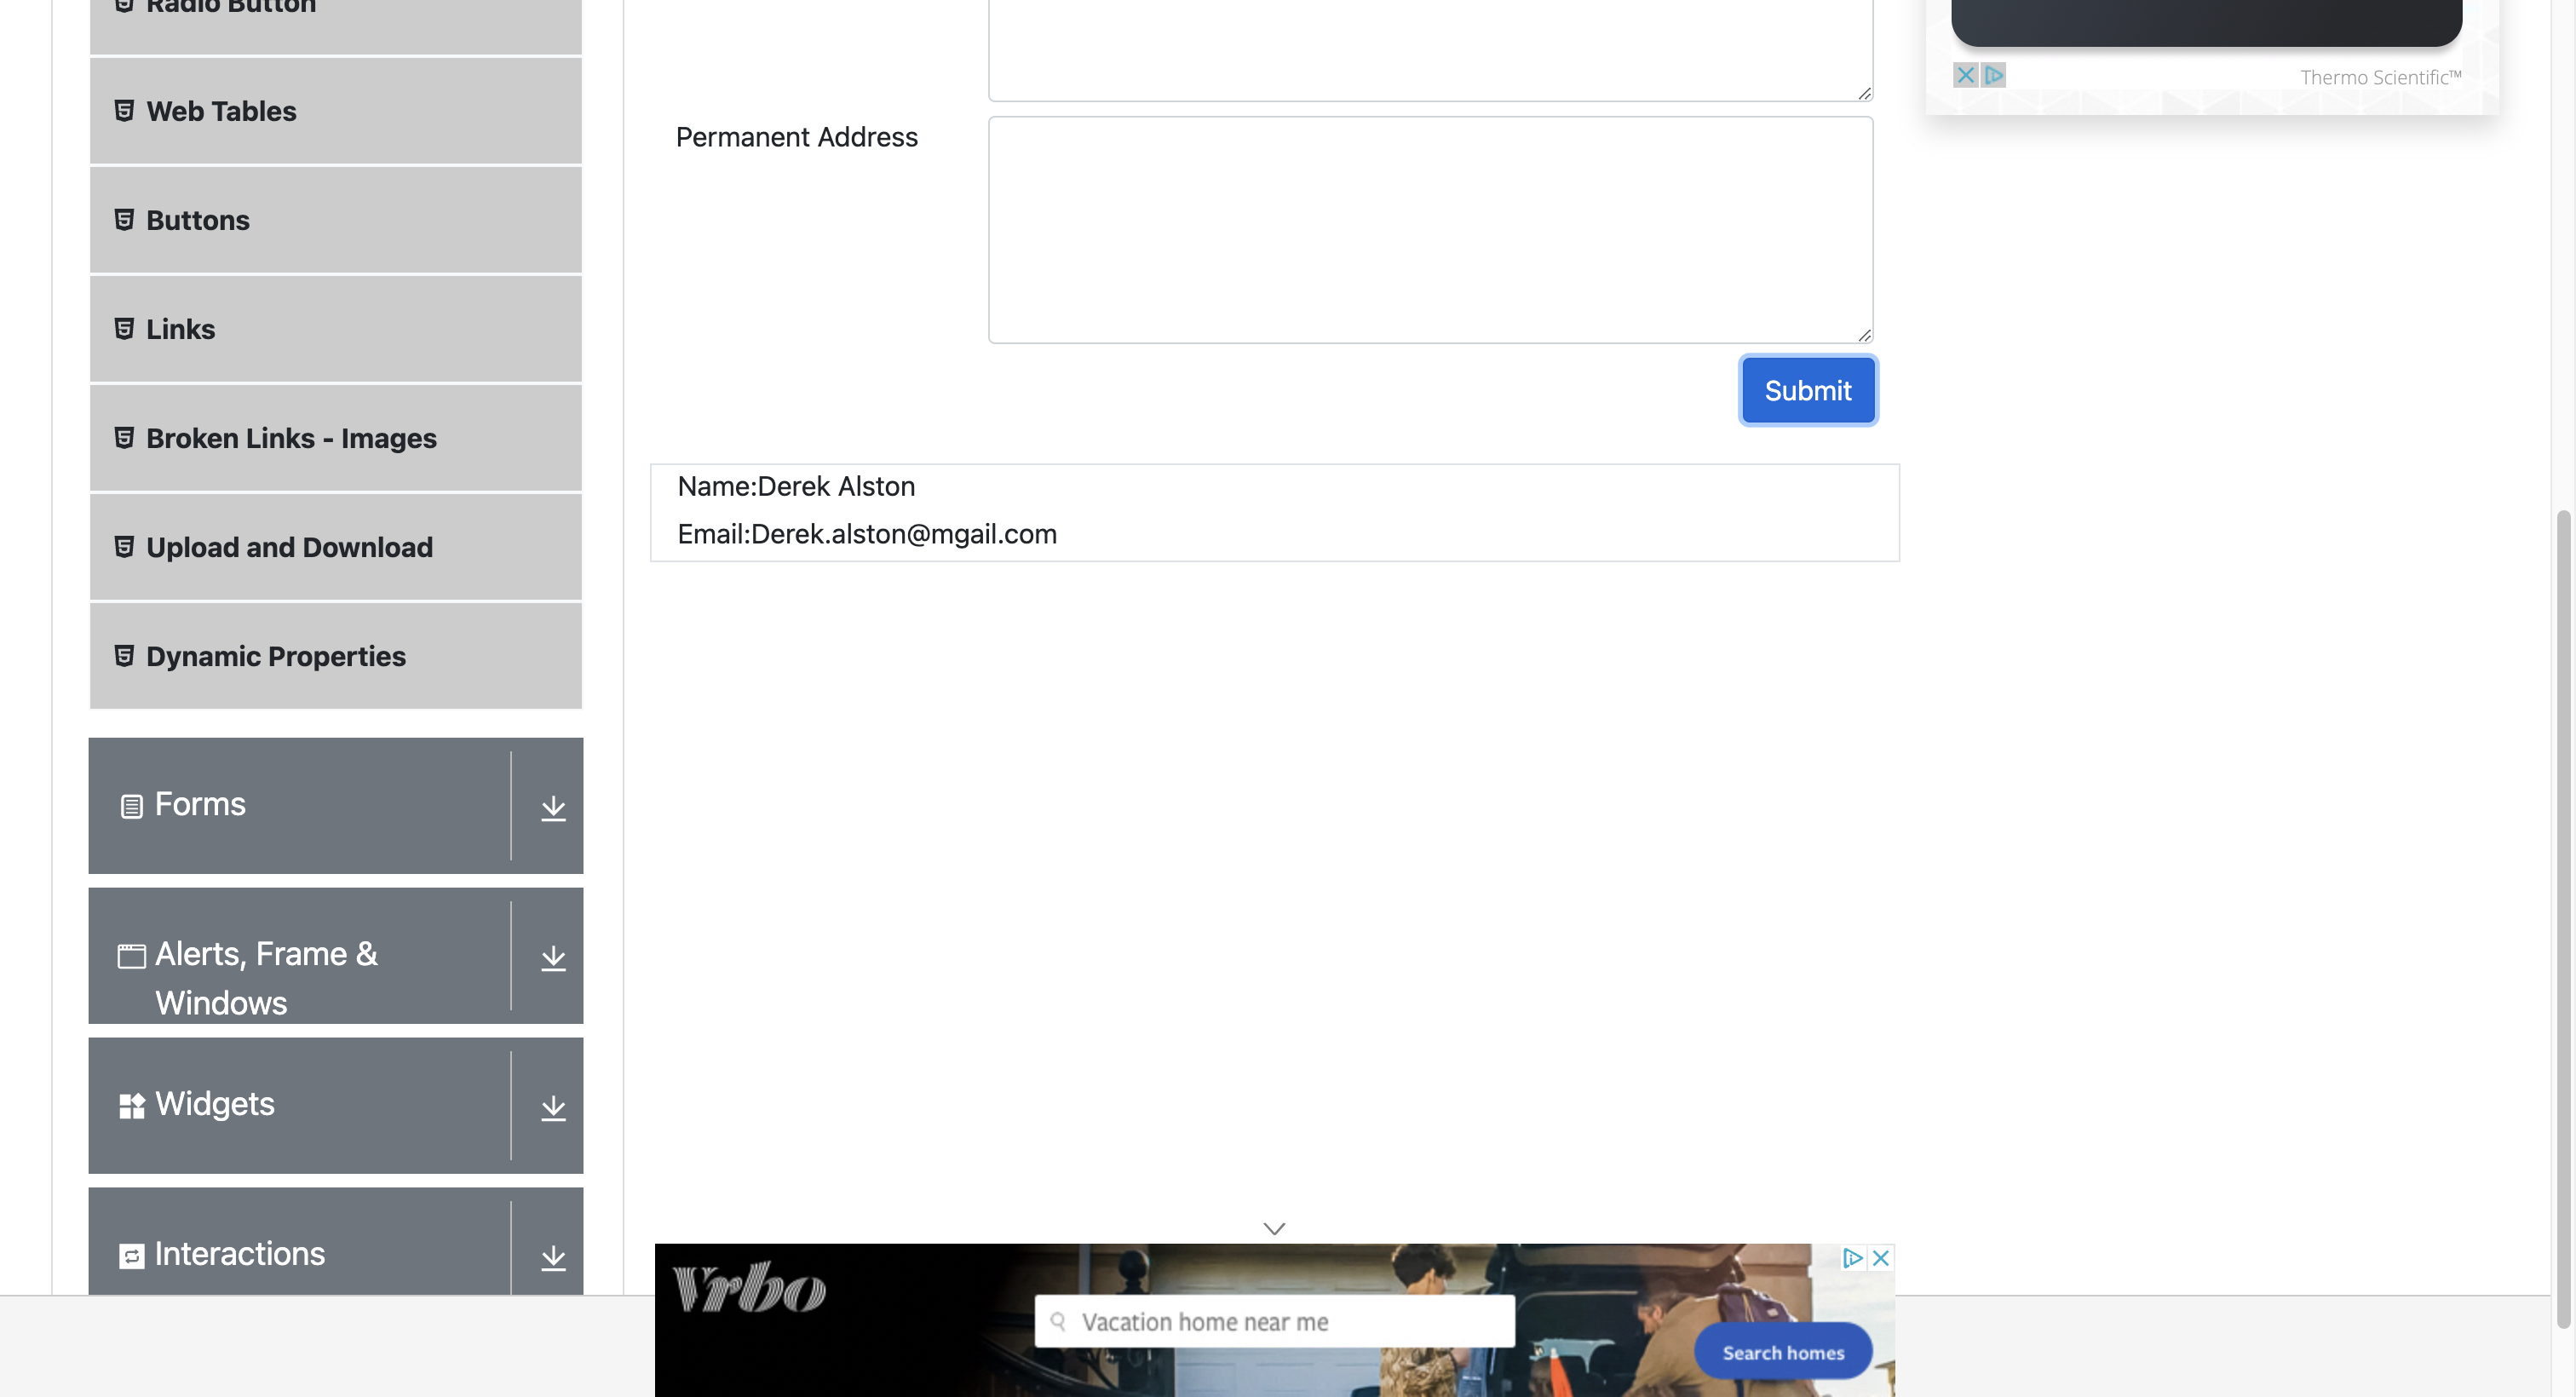 Radio Button
Web Tables
Buttons
Links
Broken Links - Images
Upload and Download
Dynamic Properties
Forms
Alerts, Frame &
Windows
Widgets
Interactions
Permanent Address
Submit
Name:Derek Alston
Email:Derek.alston@mgail.com
Thermo Scientific™
Vrbo
Vacation home near me
Search homes